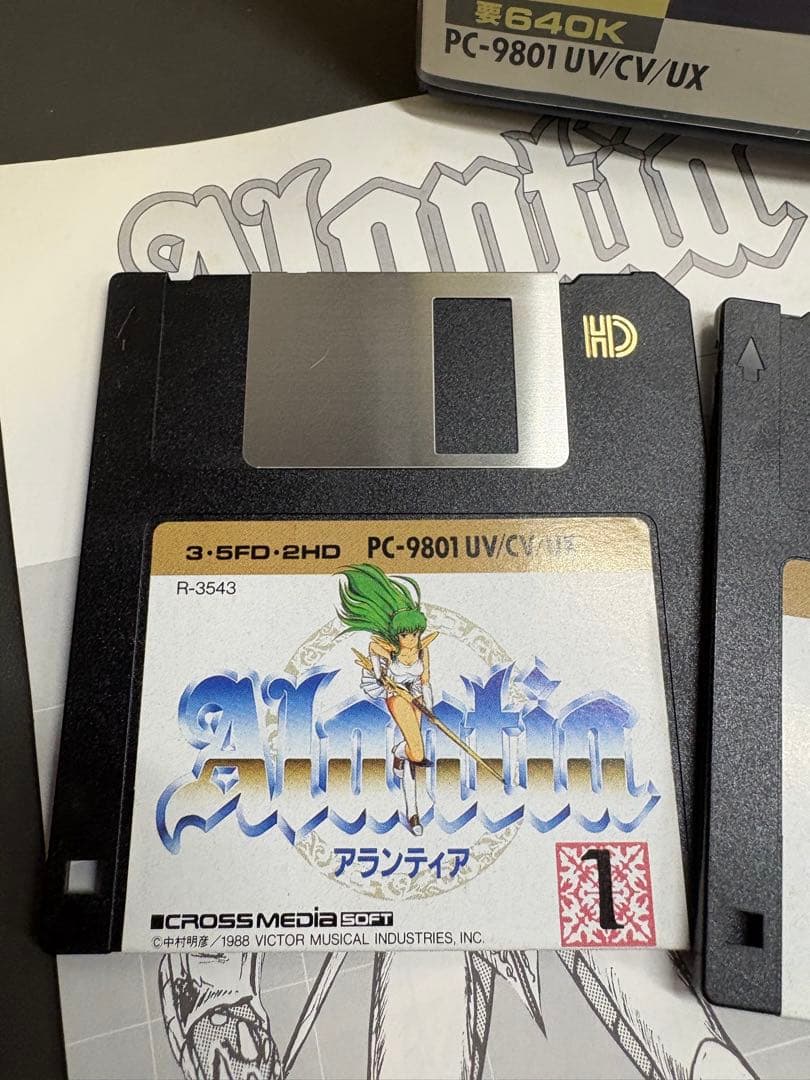 要640K
PC-9801 UV/CV/UX
Alantia
HD
3・5FD・2HD PC-9801 UV/CV/UX
R-3543
Alantia
アランティア
1
CROSS MEDIA SOFT
©中村明彦/1988 VICTOR MUSICAL INDUSTRIES, INC.